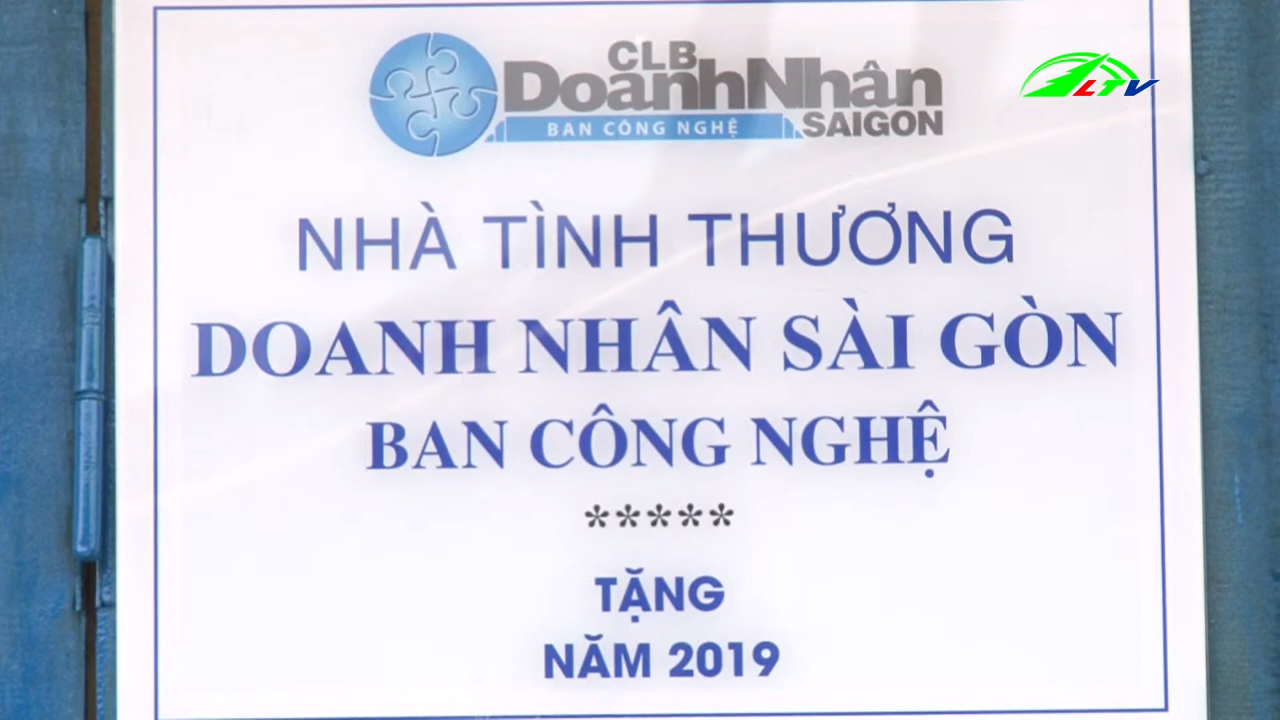 CLB
DoanhNhân
BAN CÔNG NGHỆ
SAIGON
LTV
NHÀ TÌNH THƯƠNG
DOANH NHÂN SÀI GÒN
BAN CÔNG NGHỆ
*****
TẶNG
NĂM 2019